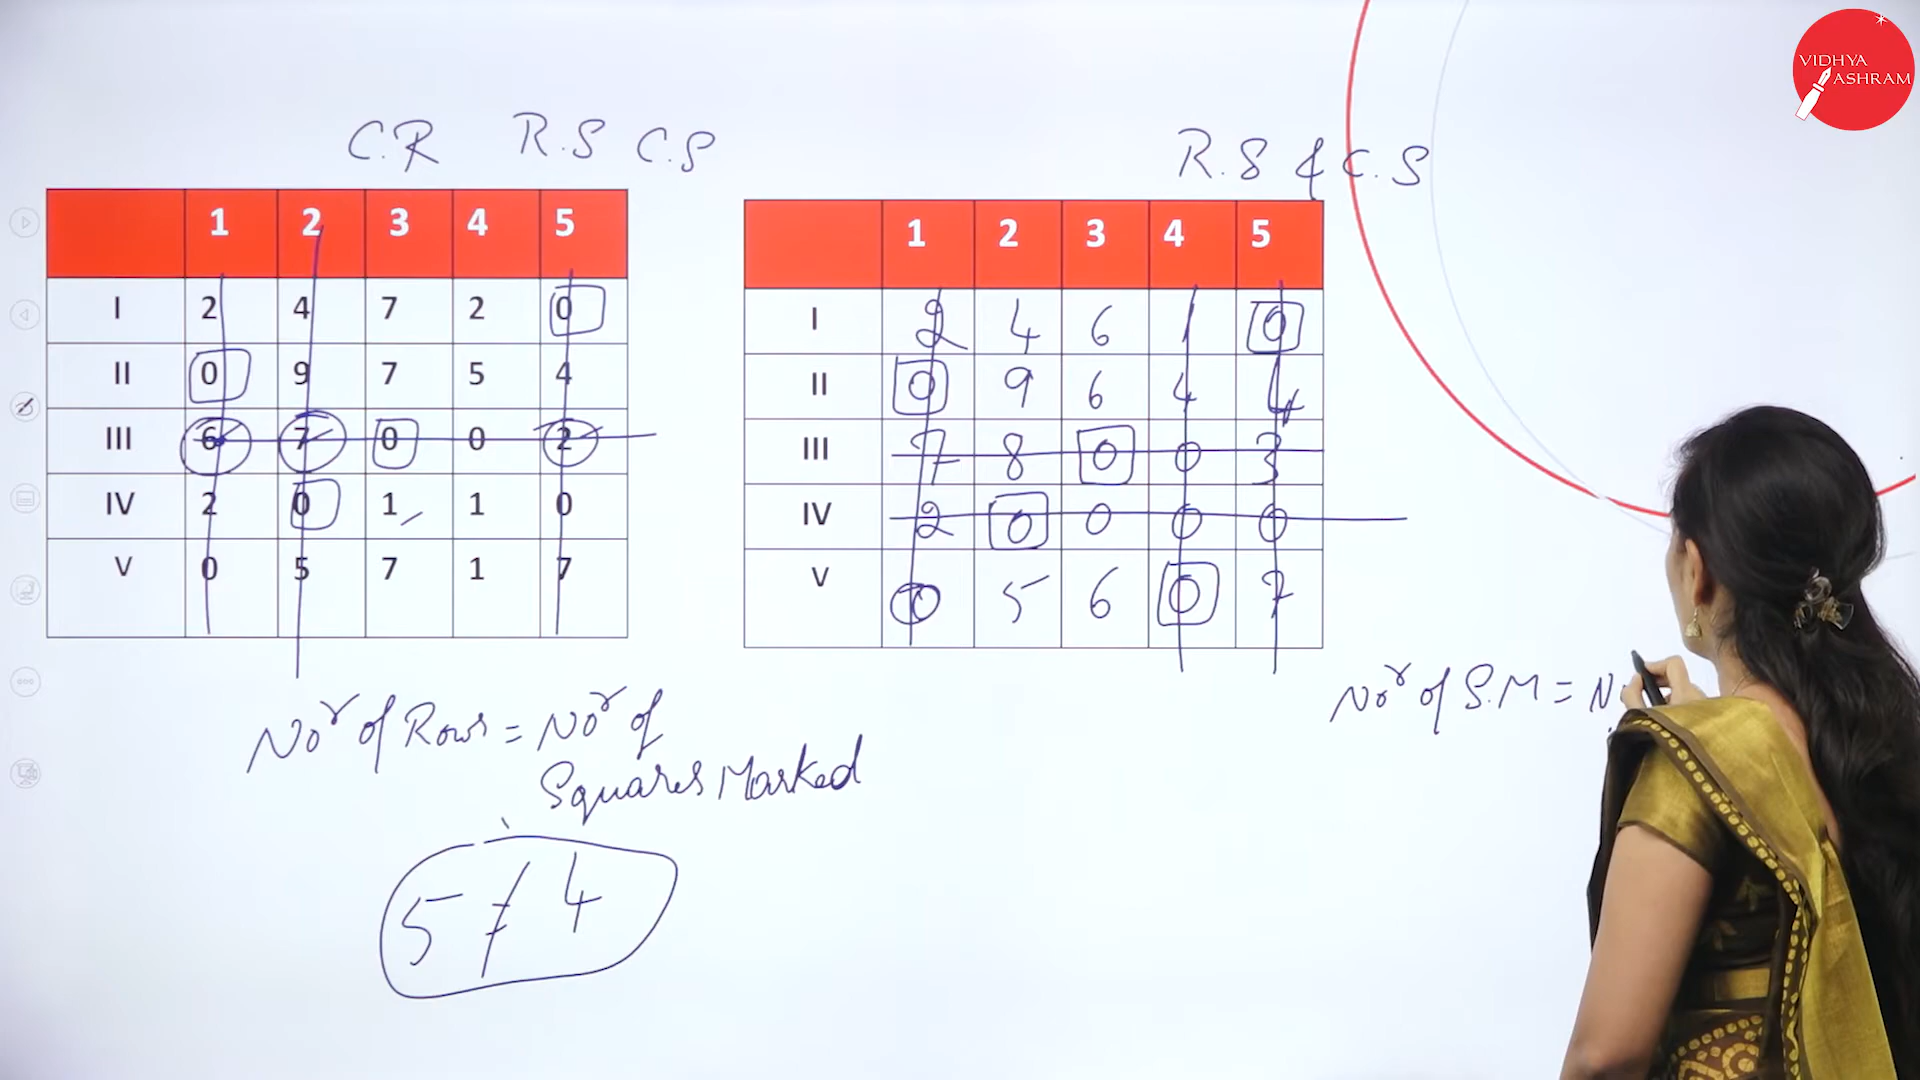 VIDHYA
ASHRAM
C.R R.S C.S
R.S & C.S
1 2 3 4 5
I 2 4 7 2 0
II 0 9 7 5 4
III 6 7 0 0 2
IV 2 0 1 1 0
V 0 5 7 1 7
1 2 3 4 5
I 2 4 6 1 0
II 0 9 6 4 4
III 7 8 0 0 3
IV 2 0 0 0 0
V 0 5 6 0 7
Noʳ of Rows = Noʳ of
Squares Marked
5 ≠ 4
Noʳ of S.M = N